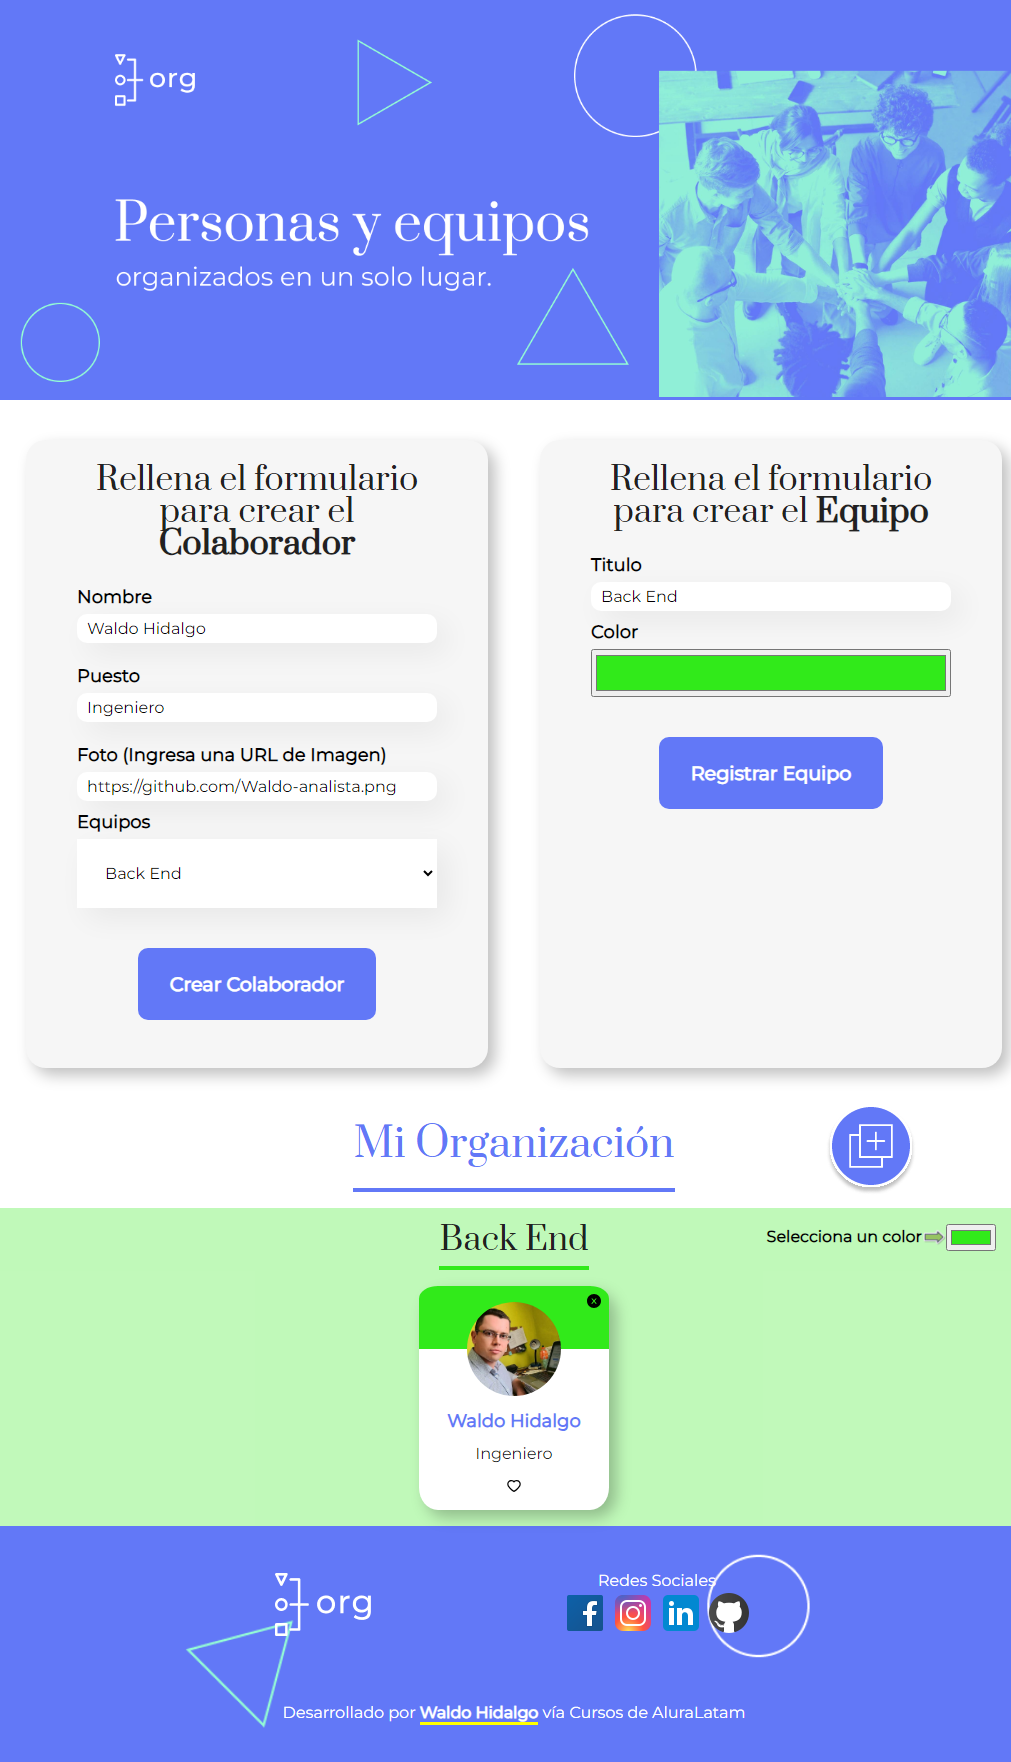 org
Personas y equipos
organizados en un solo lugar.
Rellena el formulario
para crear el
Colaborador
Nombre
Waldo Hidalgo
Puesto
Ingeniero
Foto (Ingresa una URL de Imagen)
https://github.com/Waldo-analista.png
Equipos
Back End
Crear Colaborador
Rellena el formulario
para crear el Equipo
Titulo
Back End
Color
Registrar Equipo
Mi Organización
Back End
Selecciona un color
X
Waldo Hidalgo
Ingeniero
org
Redes Sociales
Desarrollado por Waldo Hidalgo vía Cursos de AluraLatam